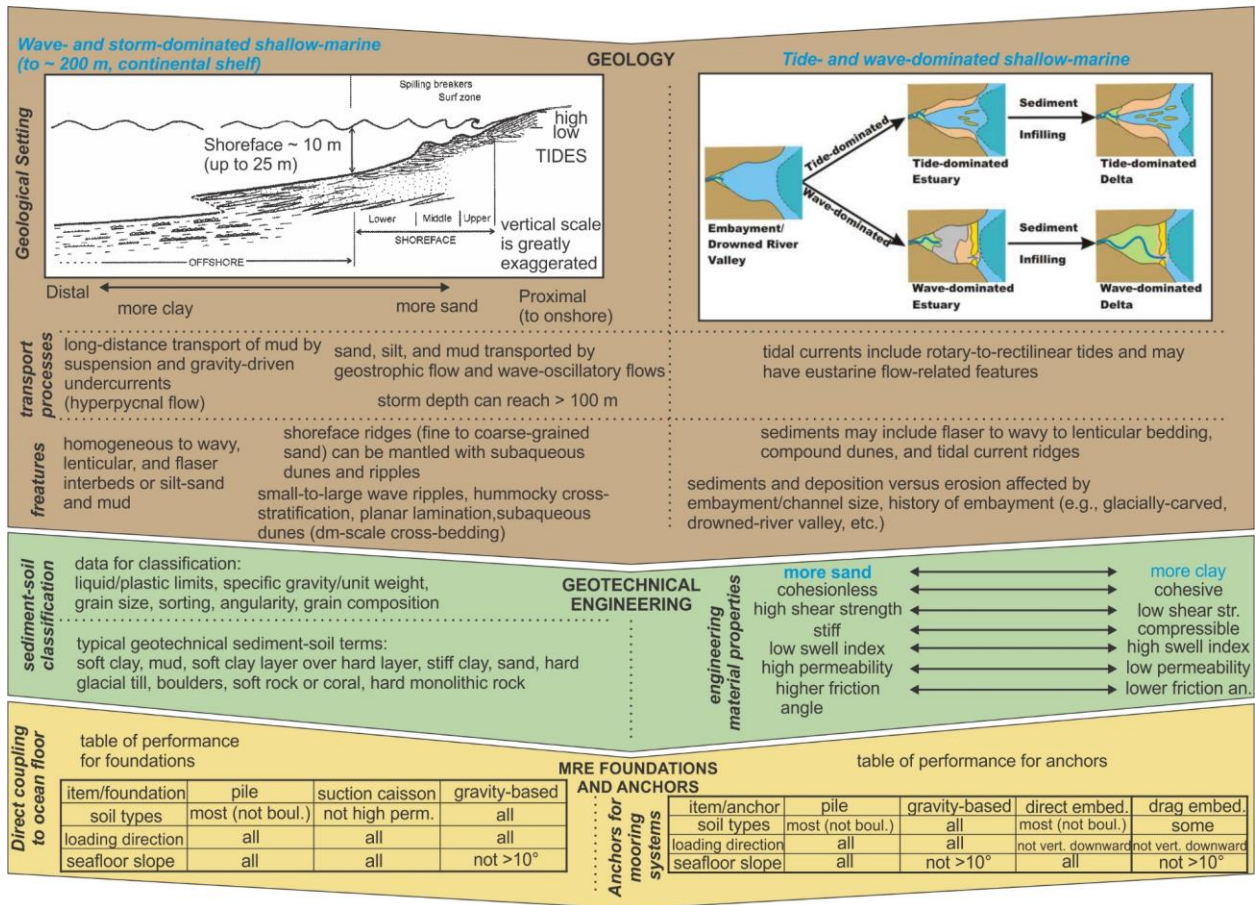 Wave- and storm-dominated shallow-marine
(to ~ 200 m, continental shelf)
GEOLOGY
Tide- and wave-dominated shallow-marine
Geological Setting
Spilling breakers
Surf zone
high
low
TIDES
Shoreface ~ 10 m
(up to 25 m)
Lower
Middle
Upper
SHOREFACE
OFFSHORE
vertical scale
is greatly
exaggerated
Distal
more clay
more sand
Proximal
(to onshore)
Embayment/
Drowned River
Valley
Tide-dominated
Wave-dominated
Tide-dominated
Estuary
Sediment
Infilling
Tide-dominated
Delta
Wave-dominated
Estuary
Sediment
Infilling
Wave-dominated
Delta
transport
processes
long-distance transport of mud by
suspension and gravity-driven
undercurrents
(hyperpycnal flow)
sand, silt, and mud transported by
geostrophic flow and wave-oscillatory flows
storm depth can reach > 100 m
tidal currents include rotary-to-rectilinear tides and may
have eustarine flow-related features
freatures
homogeneous to wavy,
lenticular, and flaser
interbeds or silt-sand
and mud
shoreface ridges (fine to coarse-grained
sand) can be mantled with subaqueous
dunes and ripples
small-to-large wave ripples, hummocky cross-
stratification, planar lamination,subaqueous
dunes (dm-scale cross-bedding)
sediments may include flaser to wavy to lenticular bedding,
compound dunes, and tidal current ridges
sediments and deposition versus erosion affected by
embayment/channel size, history of embayment (e.g., glacially-carved,
drowned-river valley, etc.)
sediment-soil
classification
data for classification:
liquid/plastic limits, specific gravity/unit weight,
grain size, sorting, angularity, grain composition
typical geotechnical sediment-soil terms:
soft clay, mud, soft clay layer over hard layer, stiff clay, sand, hard
glacial till, boulders, soft rock or coral, hard monolithic rock
GEOTECHNICAL
ENGINEERING
engineering
material properties
more sand more clay
cohesionless cohesive
high shear strength low shear str.
stiff compressible
low swell index high swell index
high permeability low permeability
higher friction lower friction an.
angle
Direct coupling
to ocean floor
table of performance
for foundations
MRE FOUNDATIONS
AND ANCHORS
item/foundation pile suction caisson gravity-based
soil types most (not boul.) not high perm. all
loading direction all all all
seafloor slope all all not >10°
Anchors for
mooring
systems
table of performance for anchors
item/anchor pile gravity-based direct embed. drag embed.
soil types most (not boul.) all most (not boul.) some
loading direction all all not vert. downward not vert. downward
seafloor slope all not >10° all not >10°